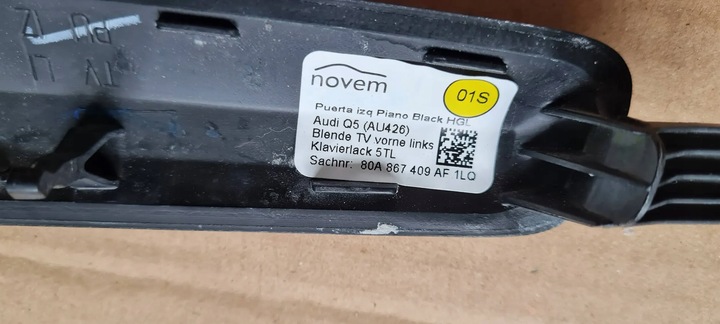 novem
01S
Puerta izq Piano Black HGL
Audi Q5 (AU426)
Blende TV vorne links
Klavierlack 5TL
Sachnr: 80A 867 409 AF 1LQ